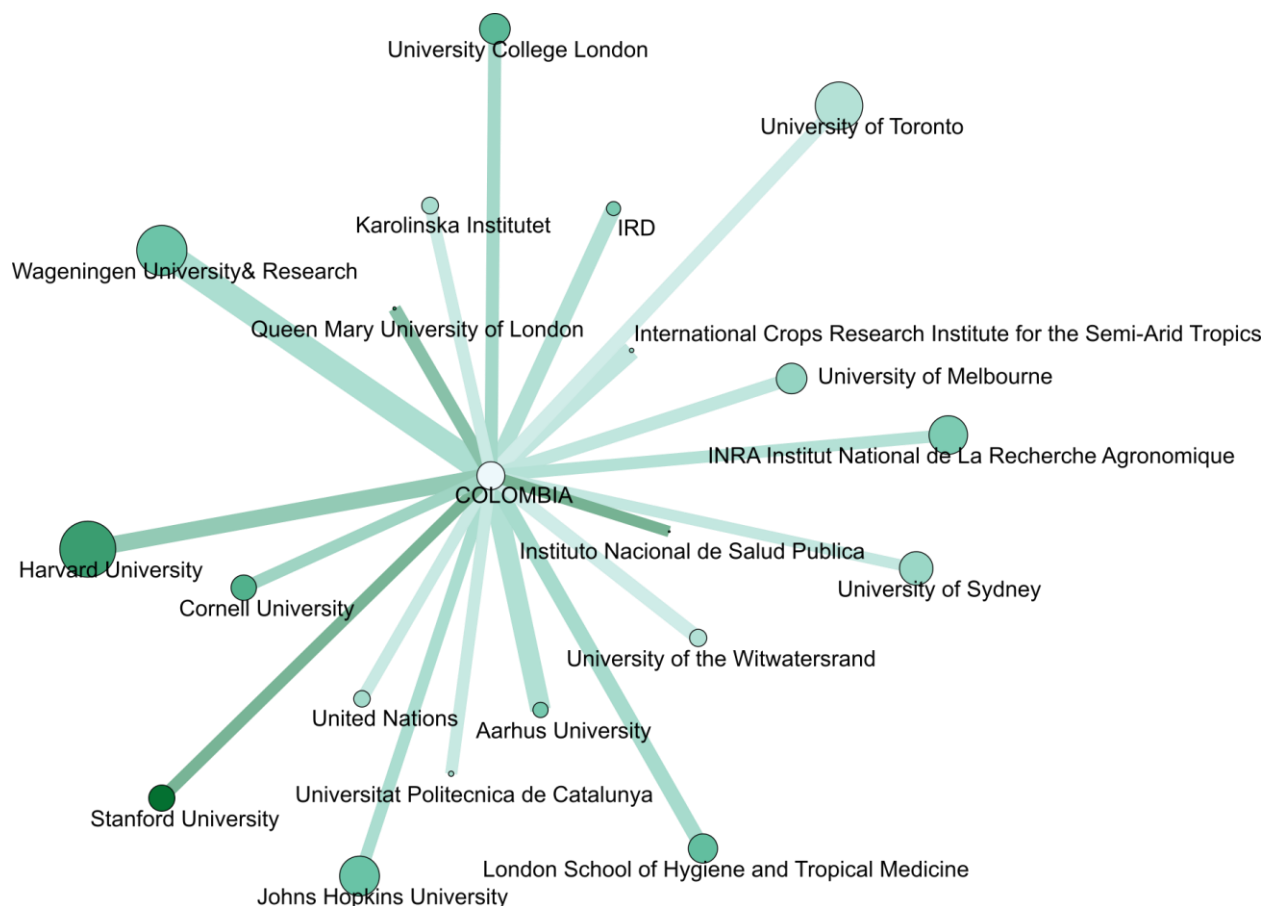 University College London
University of Toronto
Karolinska Institutet
IRD
Wageningen University& Research
Queen Mary University of London
International Crops Research Institute for the Semi-Arid Tropics
University of Melbourne
INRA Institut National de La Recherche Agronomique
COLOMBIA
Instituto Nacional de Salud Publica
Harvard University
Cornell University
University of Sydney
University of the Witwatersrand
United Nations
Aarhus University
Universitat Politecnica de Catalunya
Stanford University
London School of Hygiene and Tropical Medicine
Johns Hopkins University